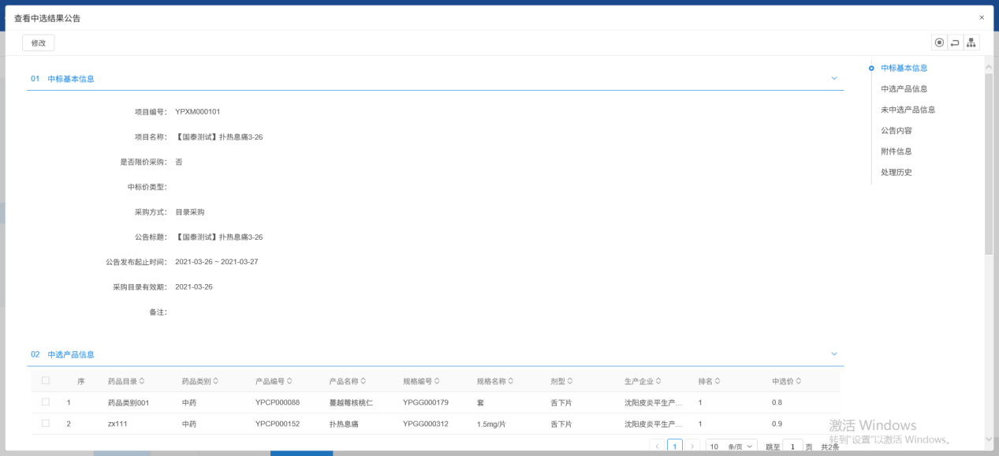 查看中选结果公告
×
修改
01 中标基本信息
项目编号： YPXM000101
项目名称： 【国泰测试】扑热息痛3-26
是否限价采购： 否
中标价类型：
采购方式： 目录采购
公告标题： 【国泰测试】扑热息痛3-26
公告发布起止时间： 2021-03-26 ~ 2021-03-27
采购目录有效期： 2021-03-26
备注：
中标基本信息
中选产品信息
未中选产品信息
公告内容
附件信息
处理历史
02 中选产品信息
序 药品目录 药品类别 产品编号 产品名称 规格编号 规格名称 剂型 生产企业 排名 中选价
1 药品类别001 中药 YPCP000088 蔓越莓核桃仁 YPGG000179 套 舌下片 沈阳皮炎平生产... 1 0.8
2 zx111 中药 YPCP000152 扑热息痛 YPGG000312 1.5mg/片 舌下片 沈阳皮炎平生产... 1 0.9
< 1 > 10 条/页 跳至 1 页 共2条
激活 Windows
转到"设置"以激活 Windows。